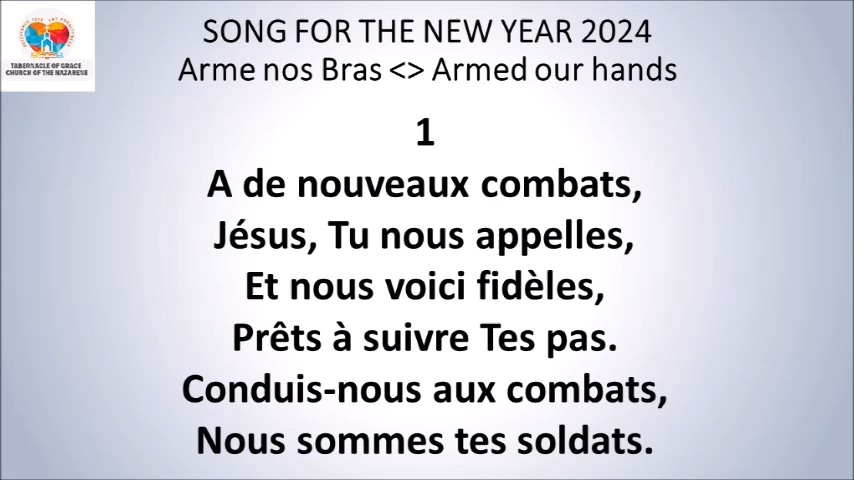 SONG FOR THE NEW YEAR 2024
Arme nos Bras <> Armed our hands
TABERNACLE OF GRACE
CHURCH OF THE NAZARENE
1
A de nouveaux combats,
Jésus, Tu nous appelles,
Et nous voici fidèles,
Prêts à suivre Tes pas.
Conduis-nous aux combats,
Nous sommes tes soldats.